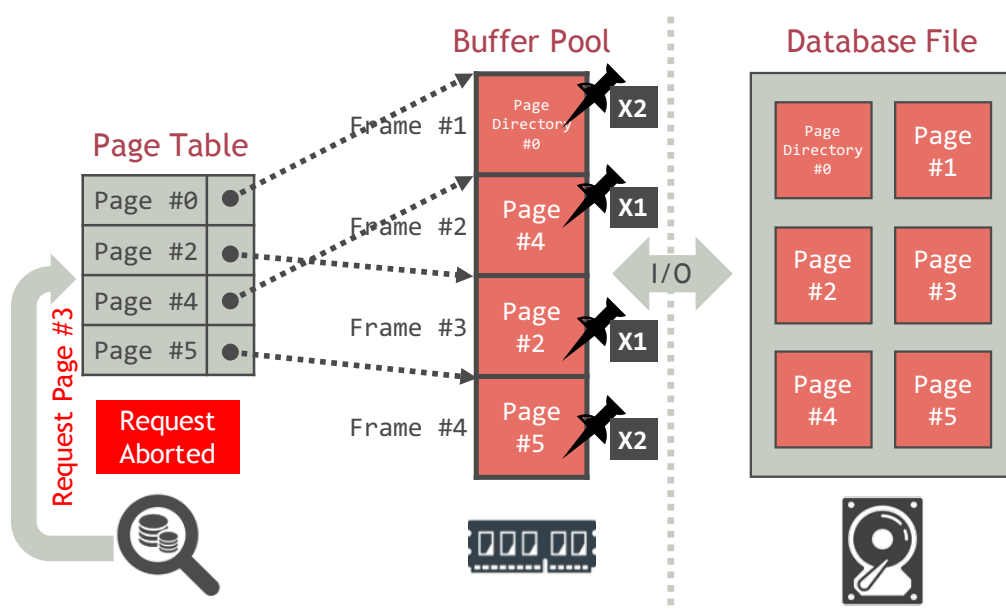 Buffer Pool
Database File
Page Table
Page #0
Page #2
Page #4
Page #5
Request Page #3
Request
Aborted
Frame #1
Frame #2
Frame #3
Frame #4
Page
Directory
#0
X2
Page
#4
X1
Page
#2
X1
Page
#5
X2
I/O
Page
Directory
#0
Page
#1
Page
#2
Page
#3
Page
#4
Page
#5